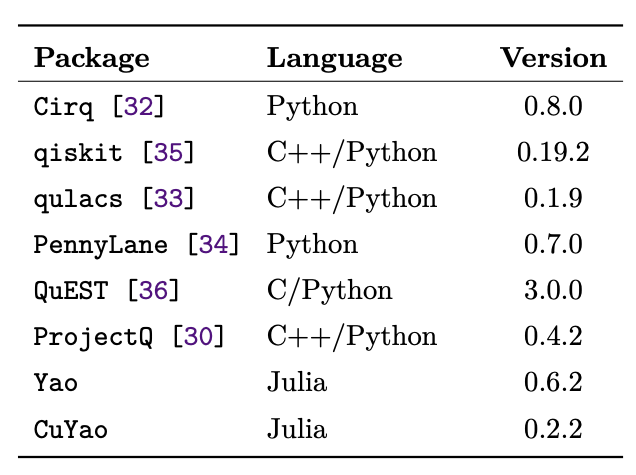 Package Language Version
Cirq [32] Python 0.8.0
qiskit [35] C++/Python 0.19.2
qulacs [33] C++/Python 0.1.9
PennyLane [34] Python 0.7.0
QuEST [36] C/Python 3.0.0
ProjectQ [30] C++/Python 0.4.2
Yao Julia 0.6.2
CuYao Julia 0.2.2